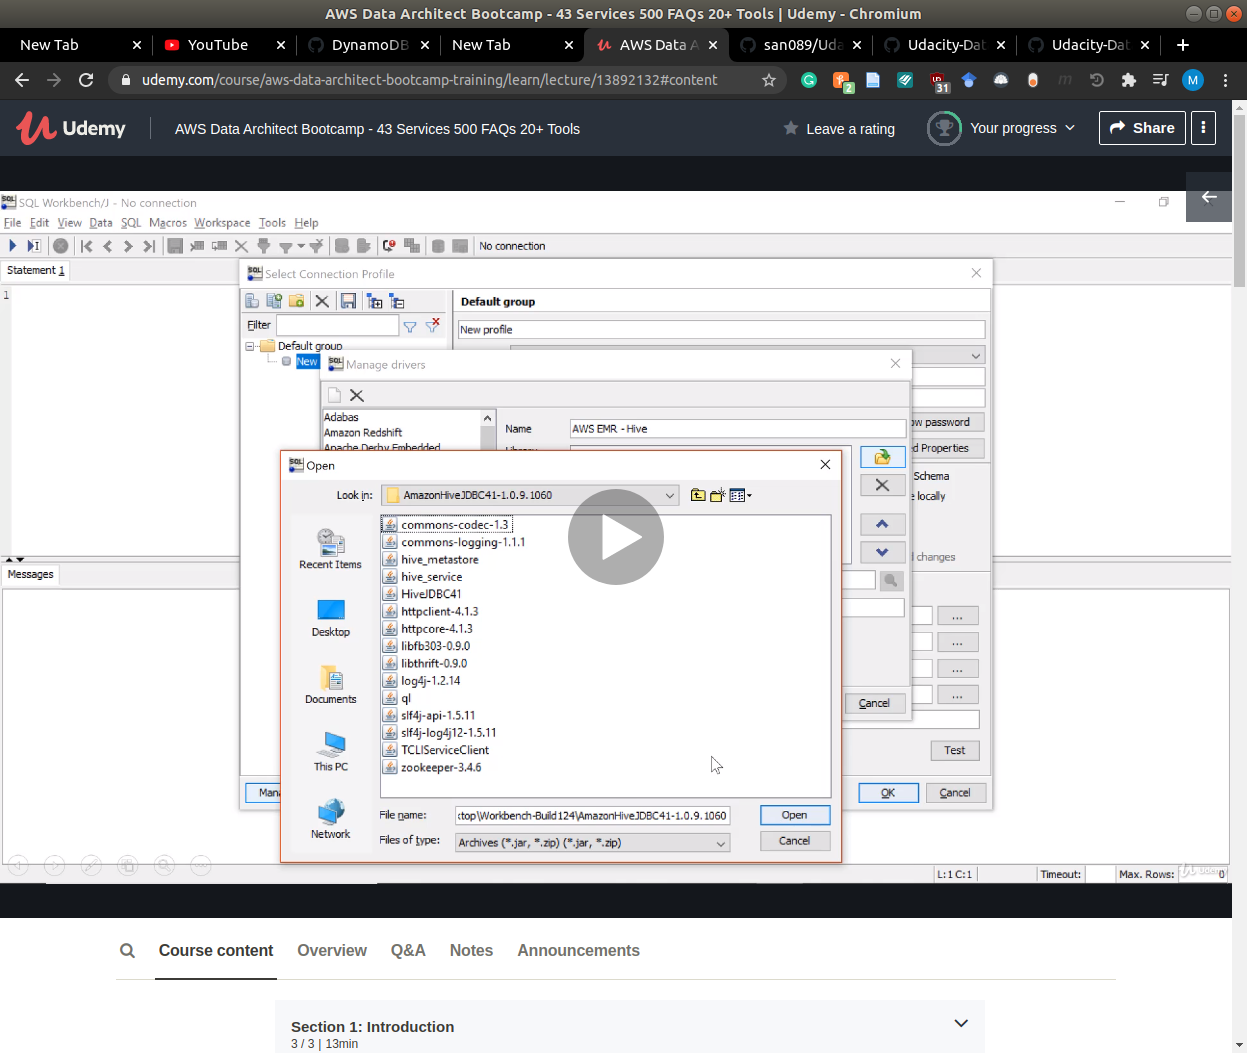 AWS Data Architect Bootcamp - 43 Services 500 FAQs 20+ Tools | Udemy - Chromium
New Tab
YouTube
DynamoDB
New Tab
AWS Data A
san089/Uda
Udacity-Dat
Udacity-Dat
udemy.com/course/aws-data-architect-bootcamp-training/learn/lecture/13892132#content
2
31
M
Udemy
AWS Data Architect Bootcamp - 43 Services 500 FAQs 20+ Tools
Leave a rating
Your progress
Share
SQL Workbench/J - No connection
File Edit View Data SQL Macros Workspace Tools Help
No connection
Statement 1
1
Select Connection Profile
Default group
Filter
New profile
Default group
New
Manage drivers
Adabas
Amazon Redshift
Apache Derby Embedded
Name
AWS EMR - Hive
Library
ow password
d Properties
Schema
e locally
d changes
Open
Look in:
AmazonHiveJDBC41-1.0.9.1060
Recent Items
Desktop
Documents
This PC
Network
commons-codec-1.3
commons-logging-1.1.1
hive_metastore
hive_service
HiveJDBC41
httpclient-4.1.3
httpcore-4.1.3
libfb303-0.9.0
libthrift-0.9.0
log4j-1.2.14
ql
slf4j-api-1.5.11
slf4j-log4j12-1.5.11
TCLIServiceClient
zookeeper-3.4.6
File name:
ktop\Workbench-Build124\AmazonHiveJDBC41-1.0.9.1060
Open
Files of type:
Archives (*.jar, *.zip) (*.jar, *.zip)
Cancel
Cancel
Test
Mana
OK
Cancel
Messages
L:1 C:1
Timeout:
Max. Rows:
0
Udemy
Course content
Overview
Q&A
Notes
Announcements
Section 1: Introduction
3 / 3 | 13min